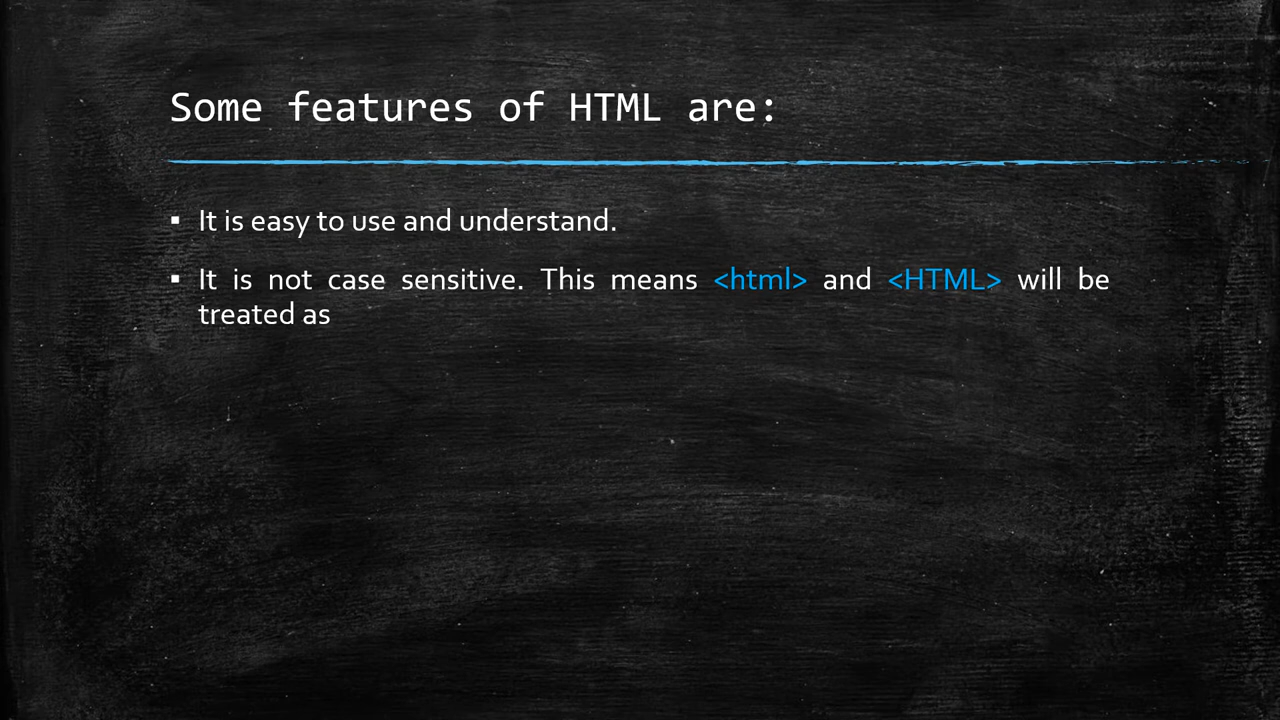 Some features of HTML are:
▪ It is easy to use and understand.
▪ It is not case sensitive. This means <html> and <HTML> will be
treated as